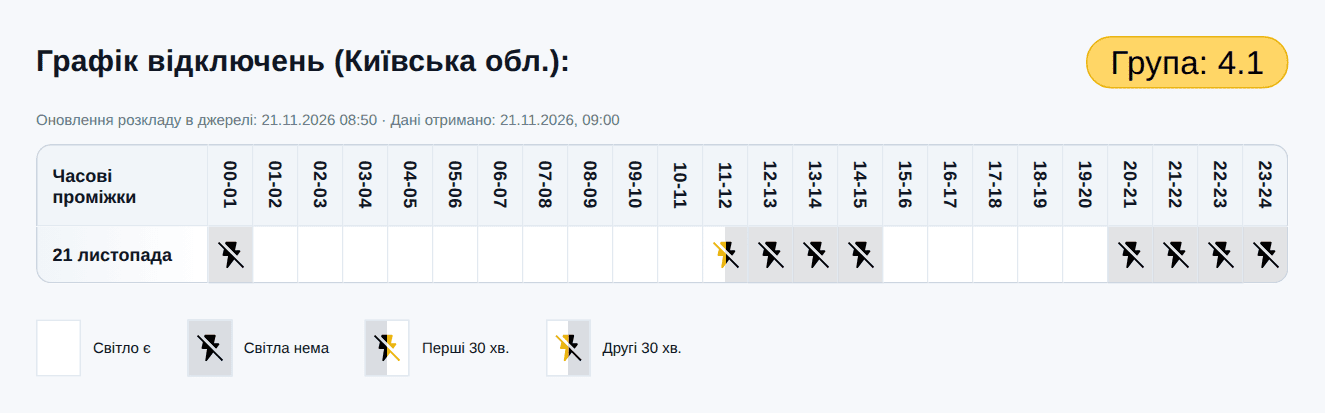 Графік відключень (Київська обл.):
Група: 4.1
Оновлення розкладу в джерелі: 21.11.2026 08:50 · Дані отримано: 21.11.2026, 09:00
Часові
проміжки
00-01 01-02 02-03 03-04 04-05 05-06 06-07 07-08 08-09 09-10 10-11 11-12 12-13 13-14 14-15 15-16 16-17 17-18 18-19 19-20 20-21 21-22 22-23 23-24
21 листопада
Світло є
Світла нема
Перші 30 хв.
Другі 30 хв.